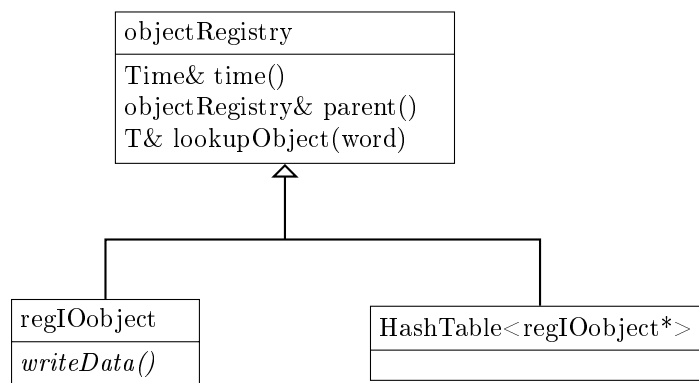 objectRegistry
Time& time()
objectRegistry& parent()
T& lookupObject(word)
regIOobject
writeData()
HashTable<regIOobject*>